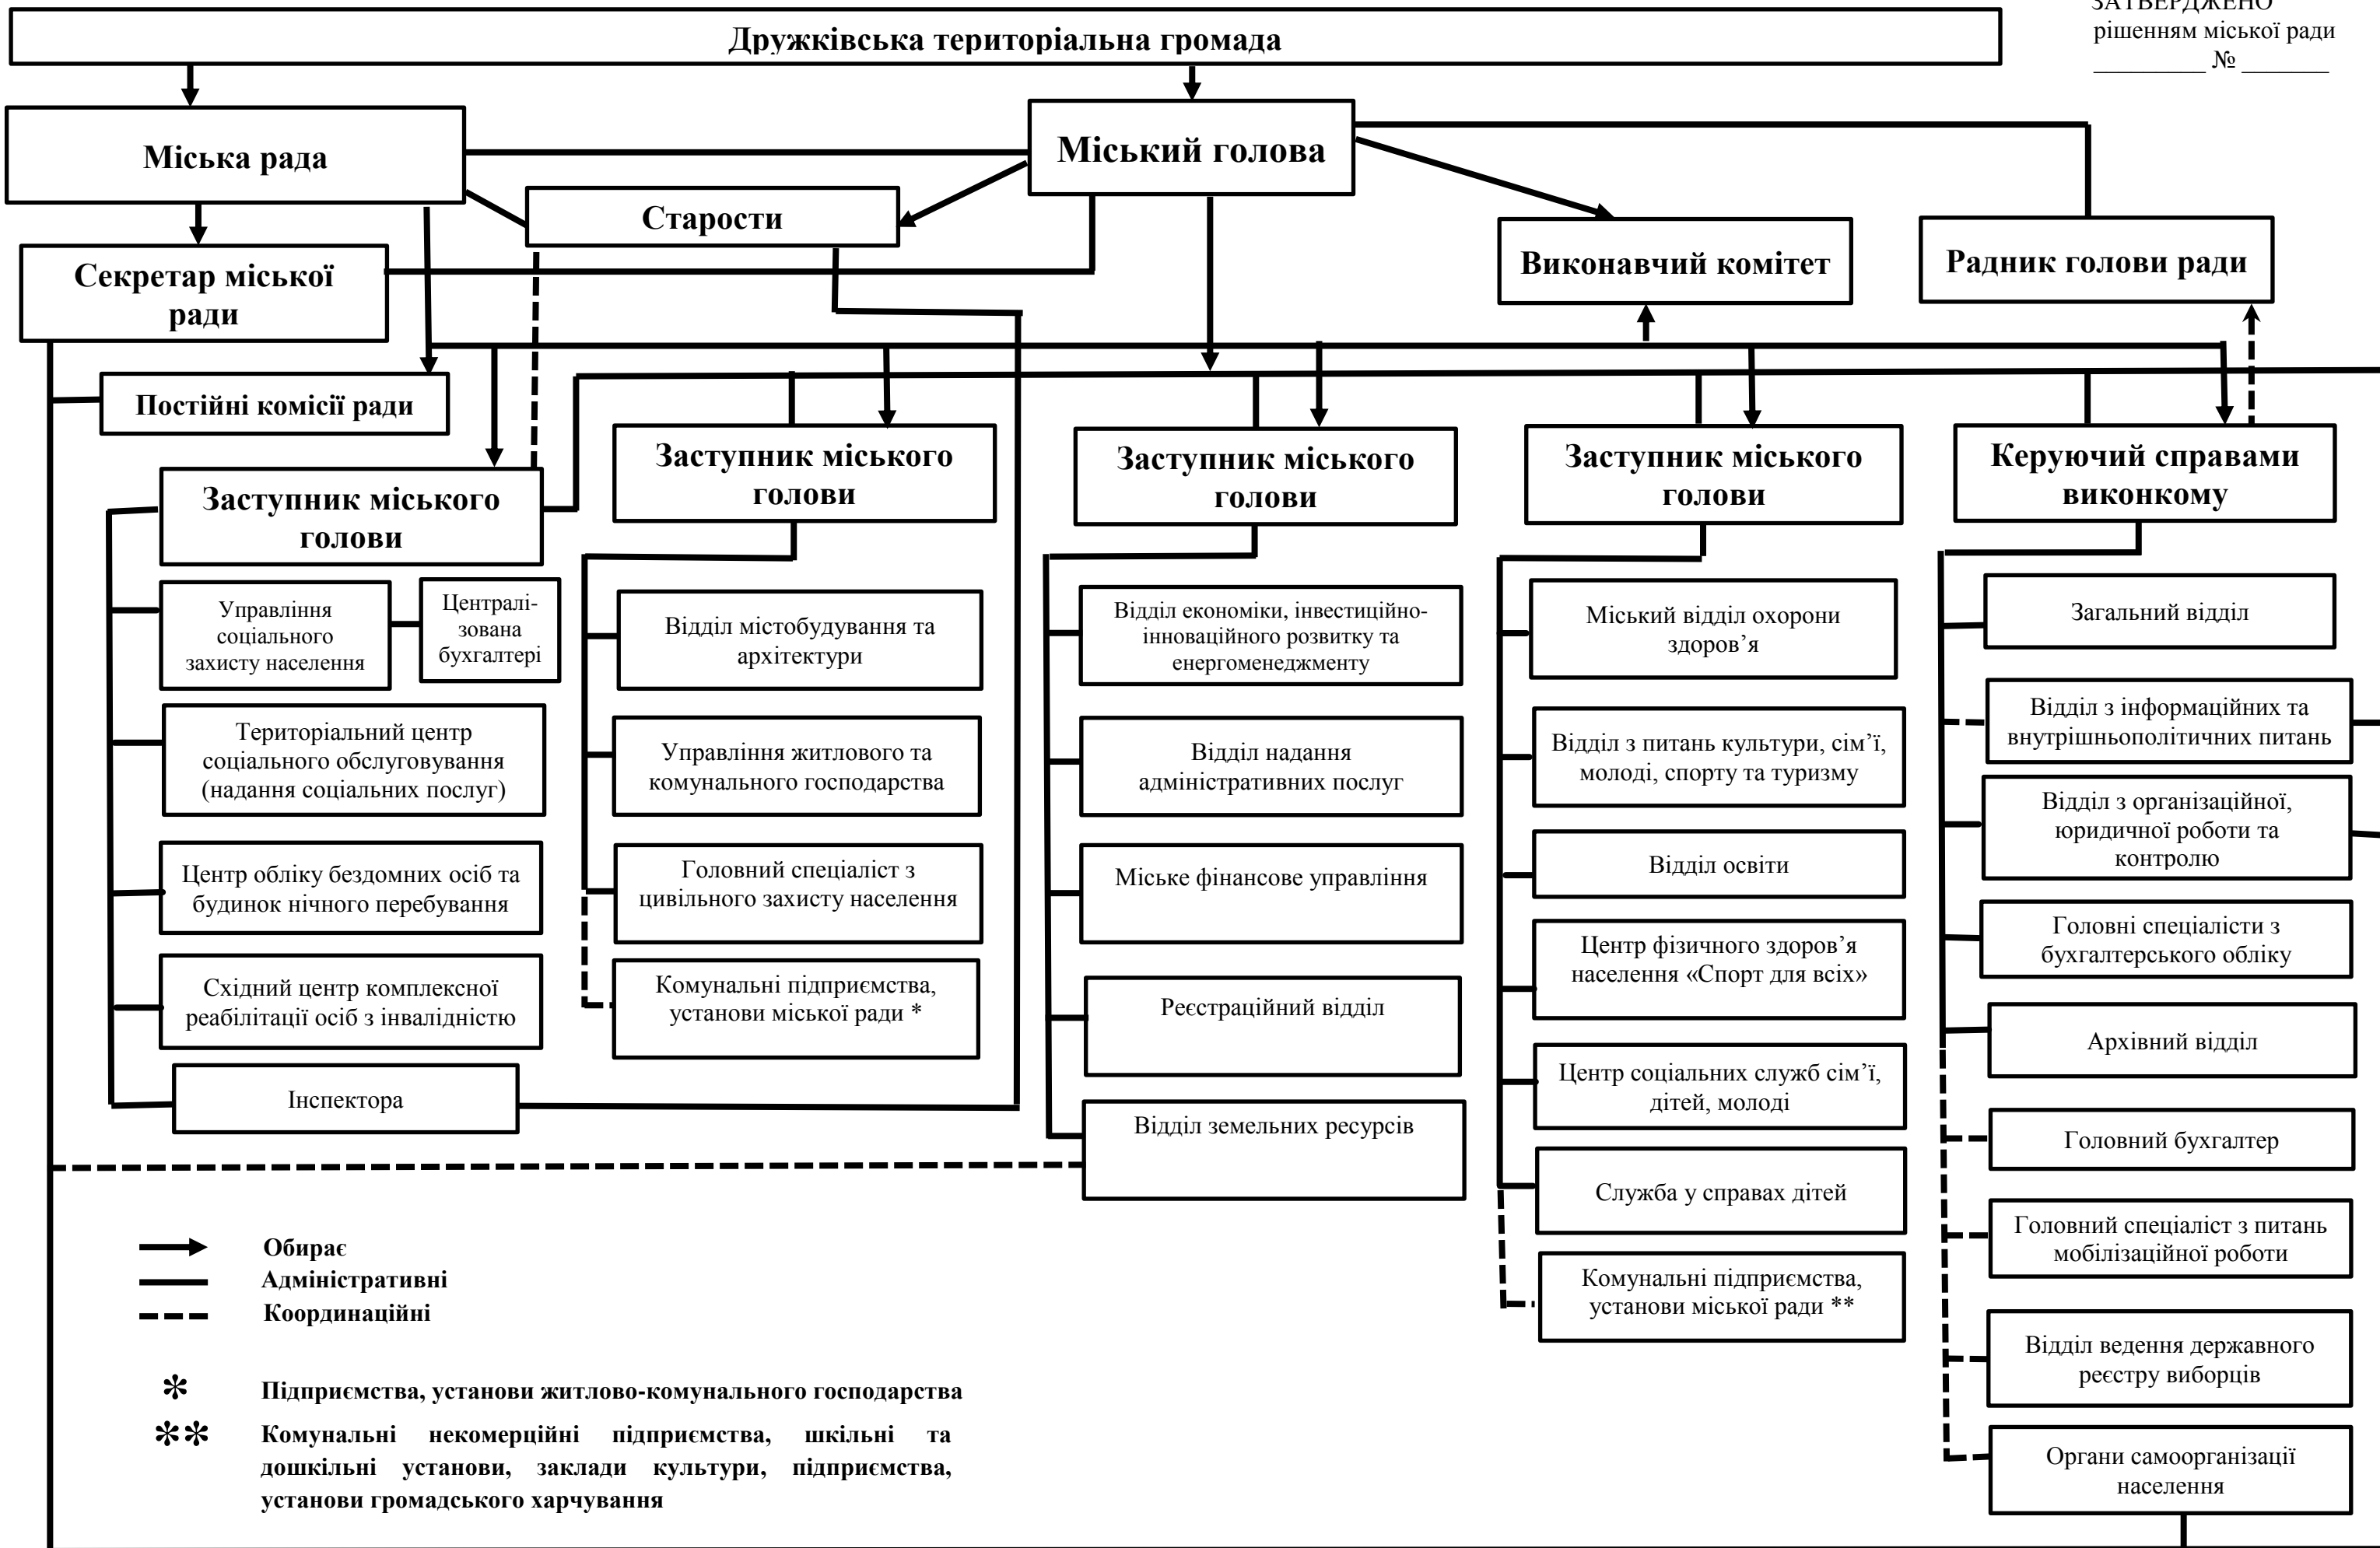 ЗАТВЕРДЖЕНО
рішенням міської ради
_________ № _______
Дружківська територіальна громада
Міська рада
Міський голова
Старости
Секретар міської
ради
Виконавчий комітет
Радник голови ради
Постійні комісії ради
Заступник міського
голови
Управління
соціального
захисту населення
Централі-
зована
бухгалтері
Територіальний центр
соціального обслуговування
(надання соціальних послуг)
Центр обліку бездомних осіб та
будинок нічного перебування
Східний центр комплексної
реабілітації осіб з інвалідністю
Інспектора
Заступник міського
голови
Відділ містобудування та
архітектури
Управління житлового та
комунального господарства
Головний спеціаліст з
цивільного захисту населення
Комунальні підприємства,
установи міської ради *
Заступник міського
голови
Відділ економіки, інвестиційно-
інноваційного розвитку та
енергоменеджменту
Відділ надання
адміністративних послуг
Міське фінансове управління
Реєстраційний відділ
Відділ земельних ресурсів
Заступник міського
голови
Міський відділ охорони
здоров’я
Відділ з питань культури, сім’ї,
молоді, спорту та туризму
Відділ освіти
Центр фізичного здоров’я
населення «Спорт для всіх»
Центр соціальних служб сім’ї,
дітей, молоді
Служба у справах дітей
Комунальні підприємства,
установи міської ради **
Керуючий справами
виконкому
Загальний відділ
Відділ з інформаційних та
внутрішньополітичних питань
Відділ з організаційної,
юридичної роботи та
контролю
Головні спеціалісти з
бухгалтерського обліку
Архівний відділ
Головний бухгалтер
Головний спеціаліст з питань
мобілізаційної роботи
Відділ ведення державного
реєстру виборців
Органи самоорганізації
населення
Обирає
Адміністративні
Координаційні
* Підприємства, установи житлово-комунального господарства
** Комунальні некомерційні підприємства, шкільні та
дошкільні установи, заклади культури, підприємства,
установи громадського харчування